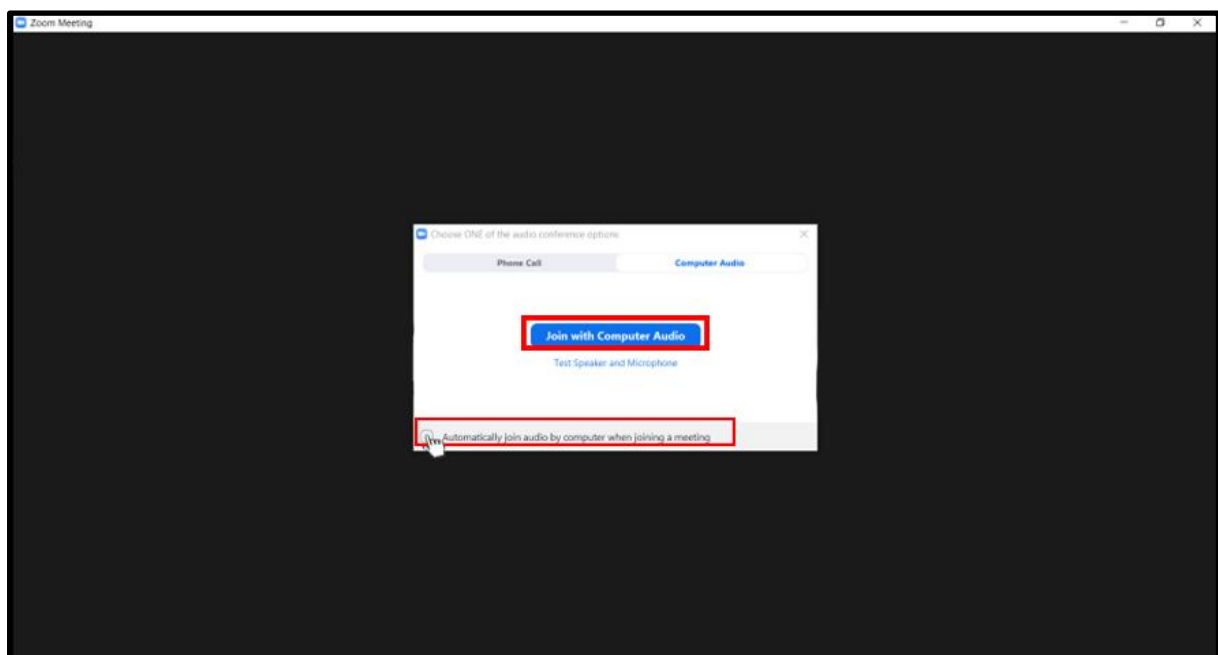 Zoom Meeting
Choose ONE of the audio conference options
Phone Call
Computer Audio
Join with Computer Audio
Test Speaker and Microphone
Automatically join audio by computer when joining a meeting